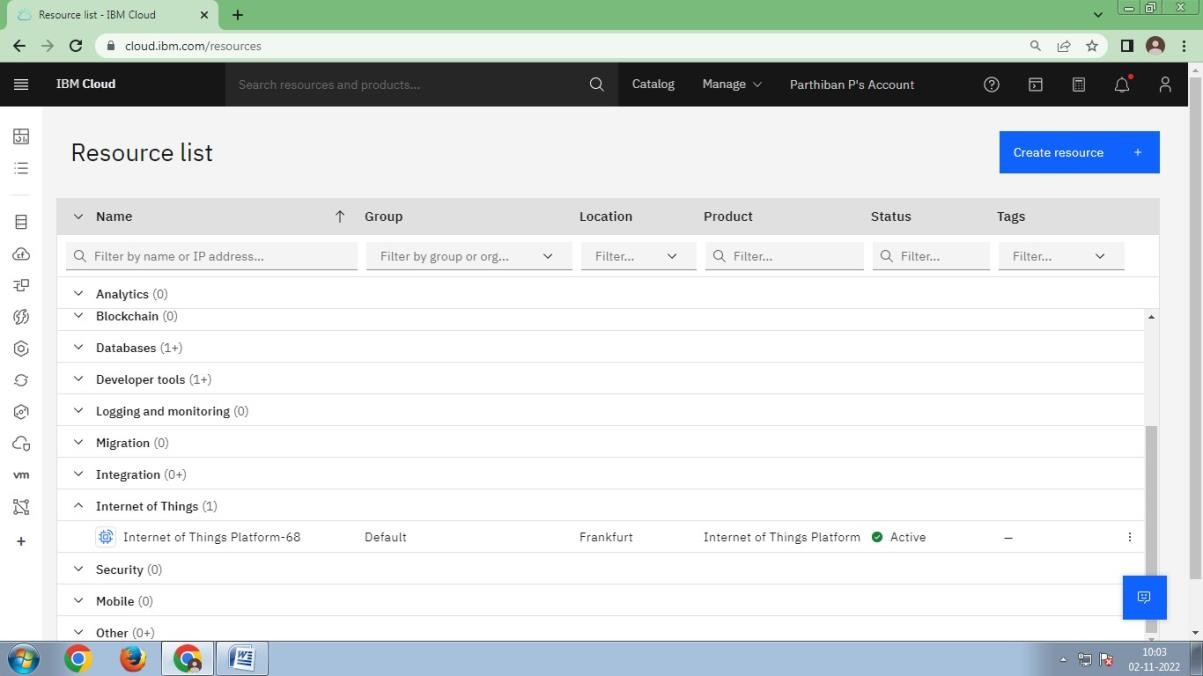 Resource list - IBM Cloud
cloud.ibm.com/resources
IBM Cloud
Search resources and products...
Catalog
Manage
Parthiban P's Account
Resource list
Create resource +
Name
Group
Location
Product
Status
Tags
Filter by name or IP address...
Filter by group or org...
Filter...
Filter...
Filter...
Filter...
Analytics (0)
Blockchain (0)
Databases (1+)
Developer tools (1+)
Logging and monitoring (0)
Migration (0)
Integration (0+)
vm
Internet of Things (1)
Internet of Things Platform-68 Default Frankfurt Internet of Things Platform Active –
Security (0)
Mobile (0)
Other (0+)
10:03
02-11-2022